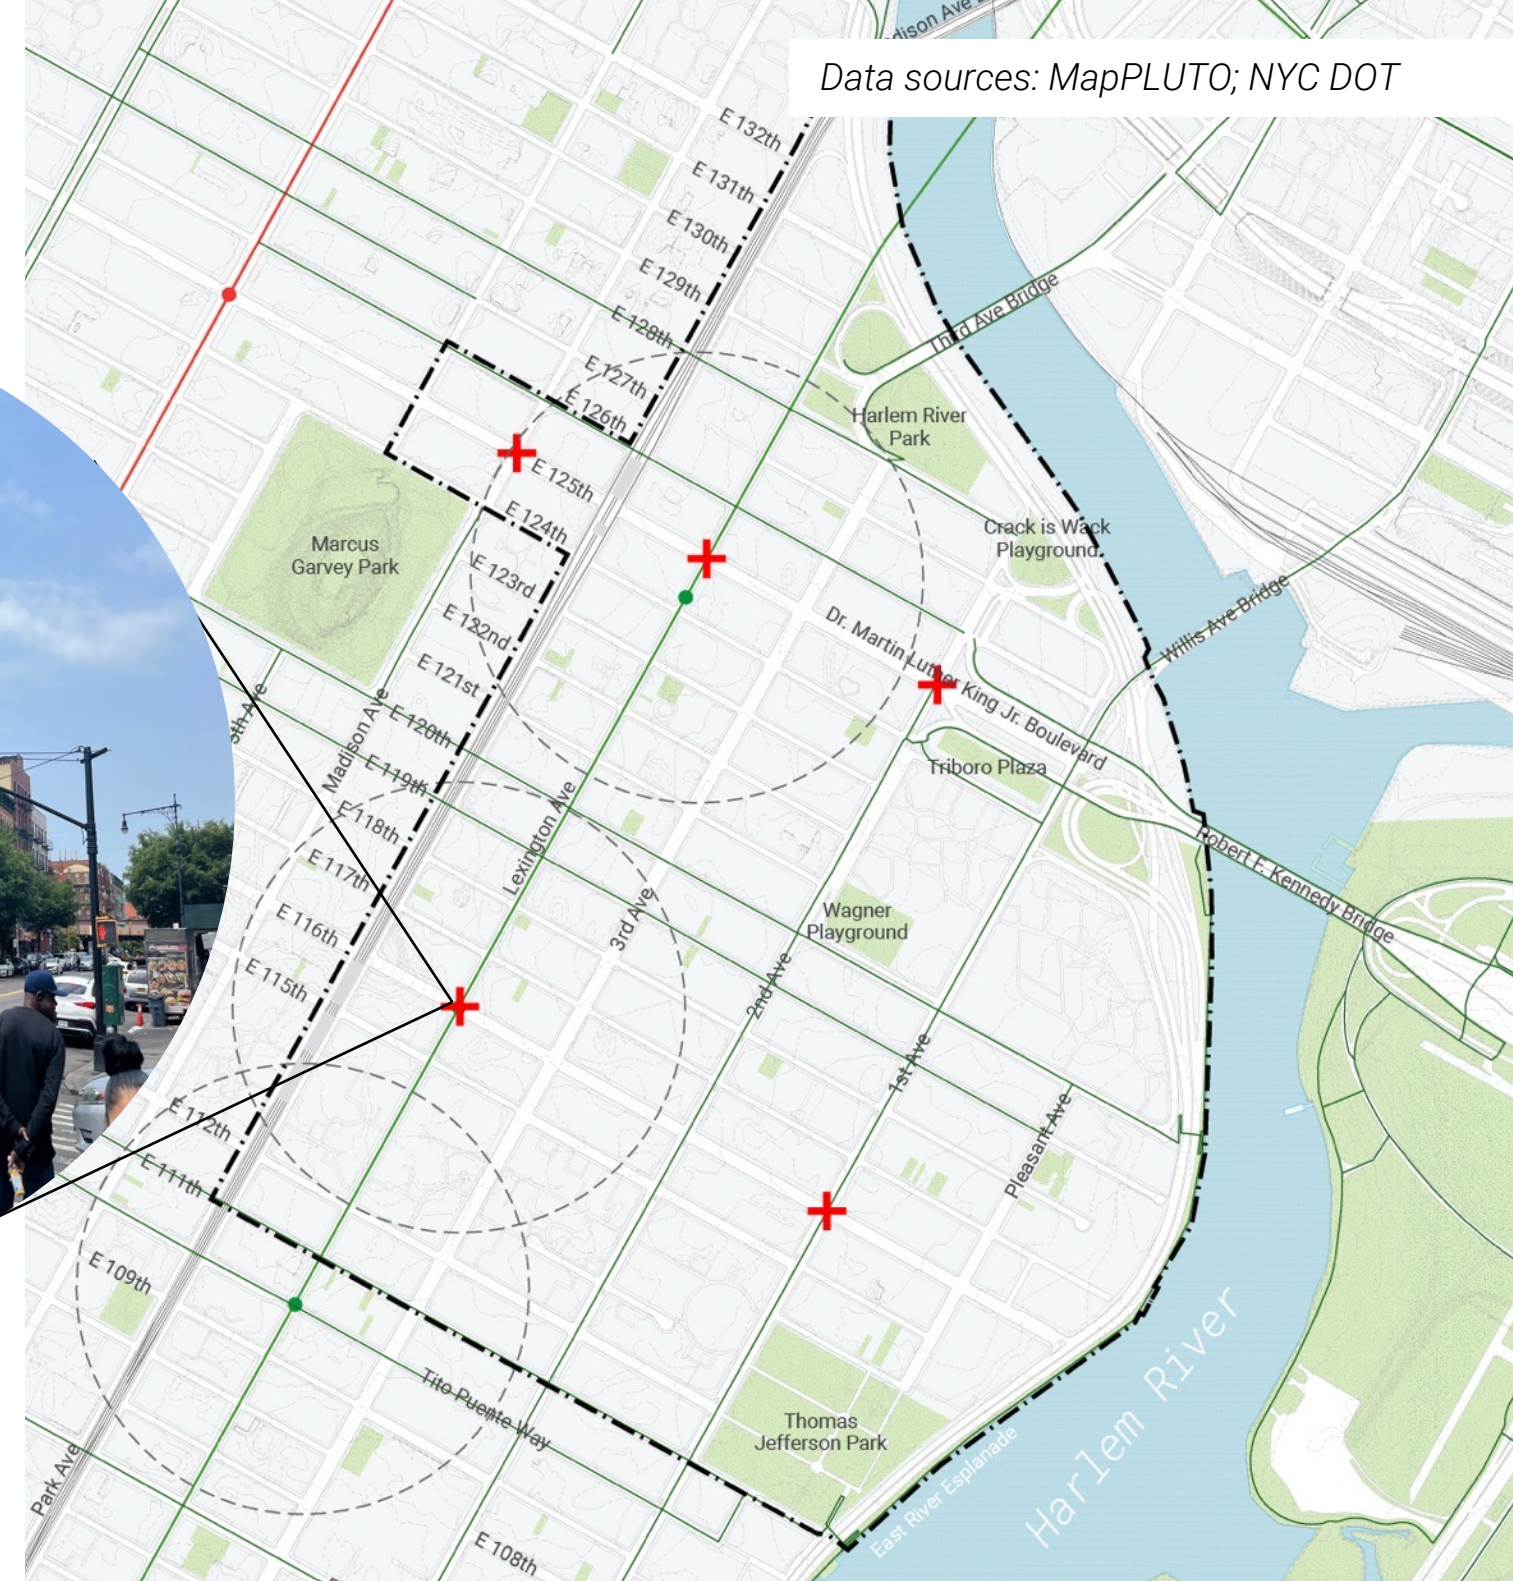 Data sources: MapPLUTO; NYC DOT
E 132th
E 131th
E 130th
E 129th
E 128th
E 127th
E 126th
E 125th
E 124th
E 123rd
E 122nd
E 121st
E 120th
E 119th
E 118th
E 117th
E 116th
E 115th
E 112th
E 111th
E 109th
E 108th
Third Ave Bridge
Harlem River
Park
Crack is Wack
Playground
Willis Ave Bridge
Marcus
Garvey Park
Dr. Martin Luther King Jr. Boulevard
Triboro Plaza
Robert F. Kennedy Bridge
Madison Ave
Lexington Ave
3rd Ave
Wagner
Playground
2nd Ave
1st Ave
Pleasant Ave
Tito Puente Way
Thomas
Jefferson Park
Park Ave
East River Esplanade
Harlem River